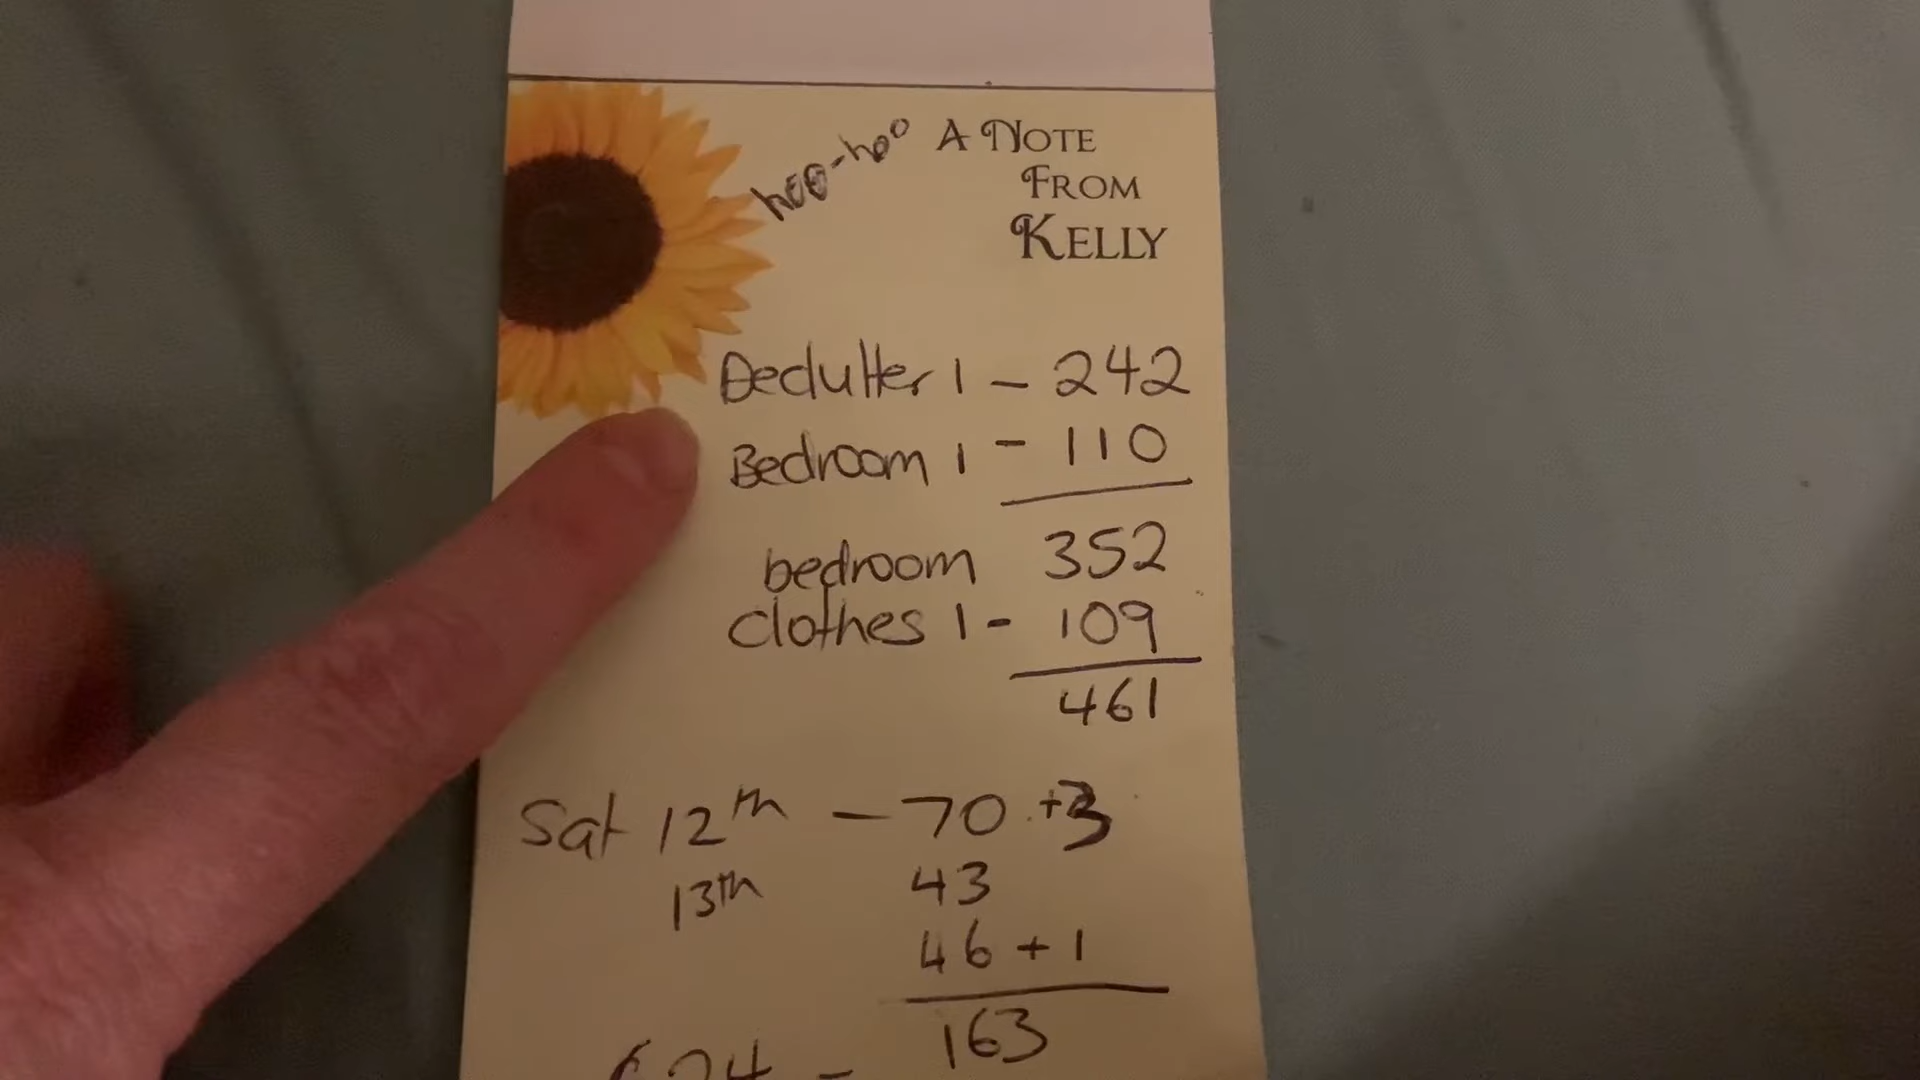 hoo-hoo
A NOTE
FROM
KELLY
Declutter 1 - 242
Bedroom 1 - 110
bedroom 352
clothes 1 - 109
461
Sat 12th - 70 +3
13th 43
46 + 1
163
624 -